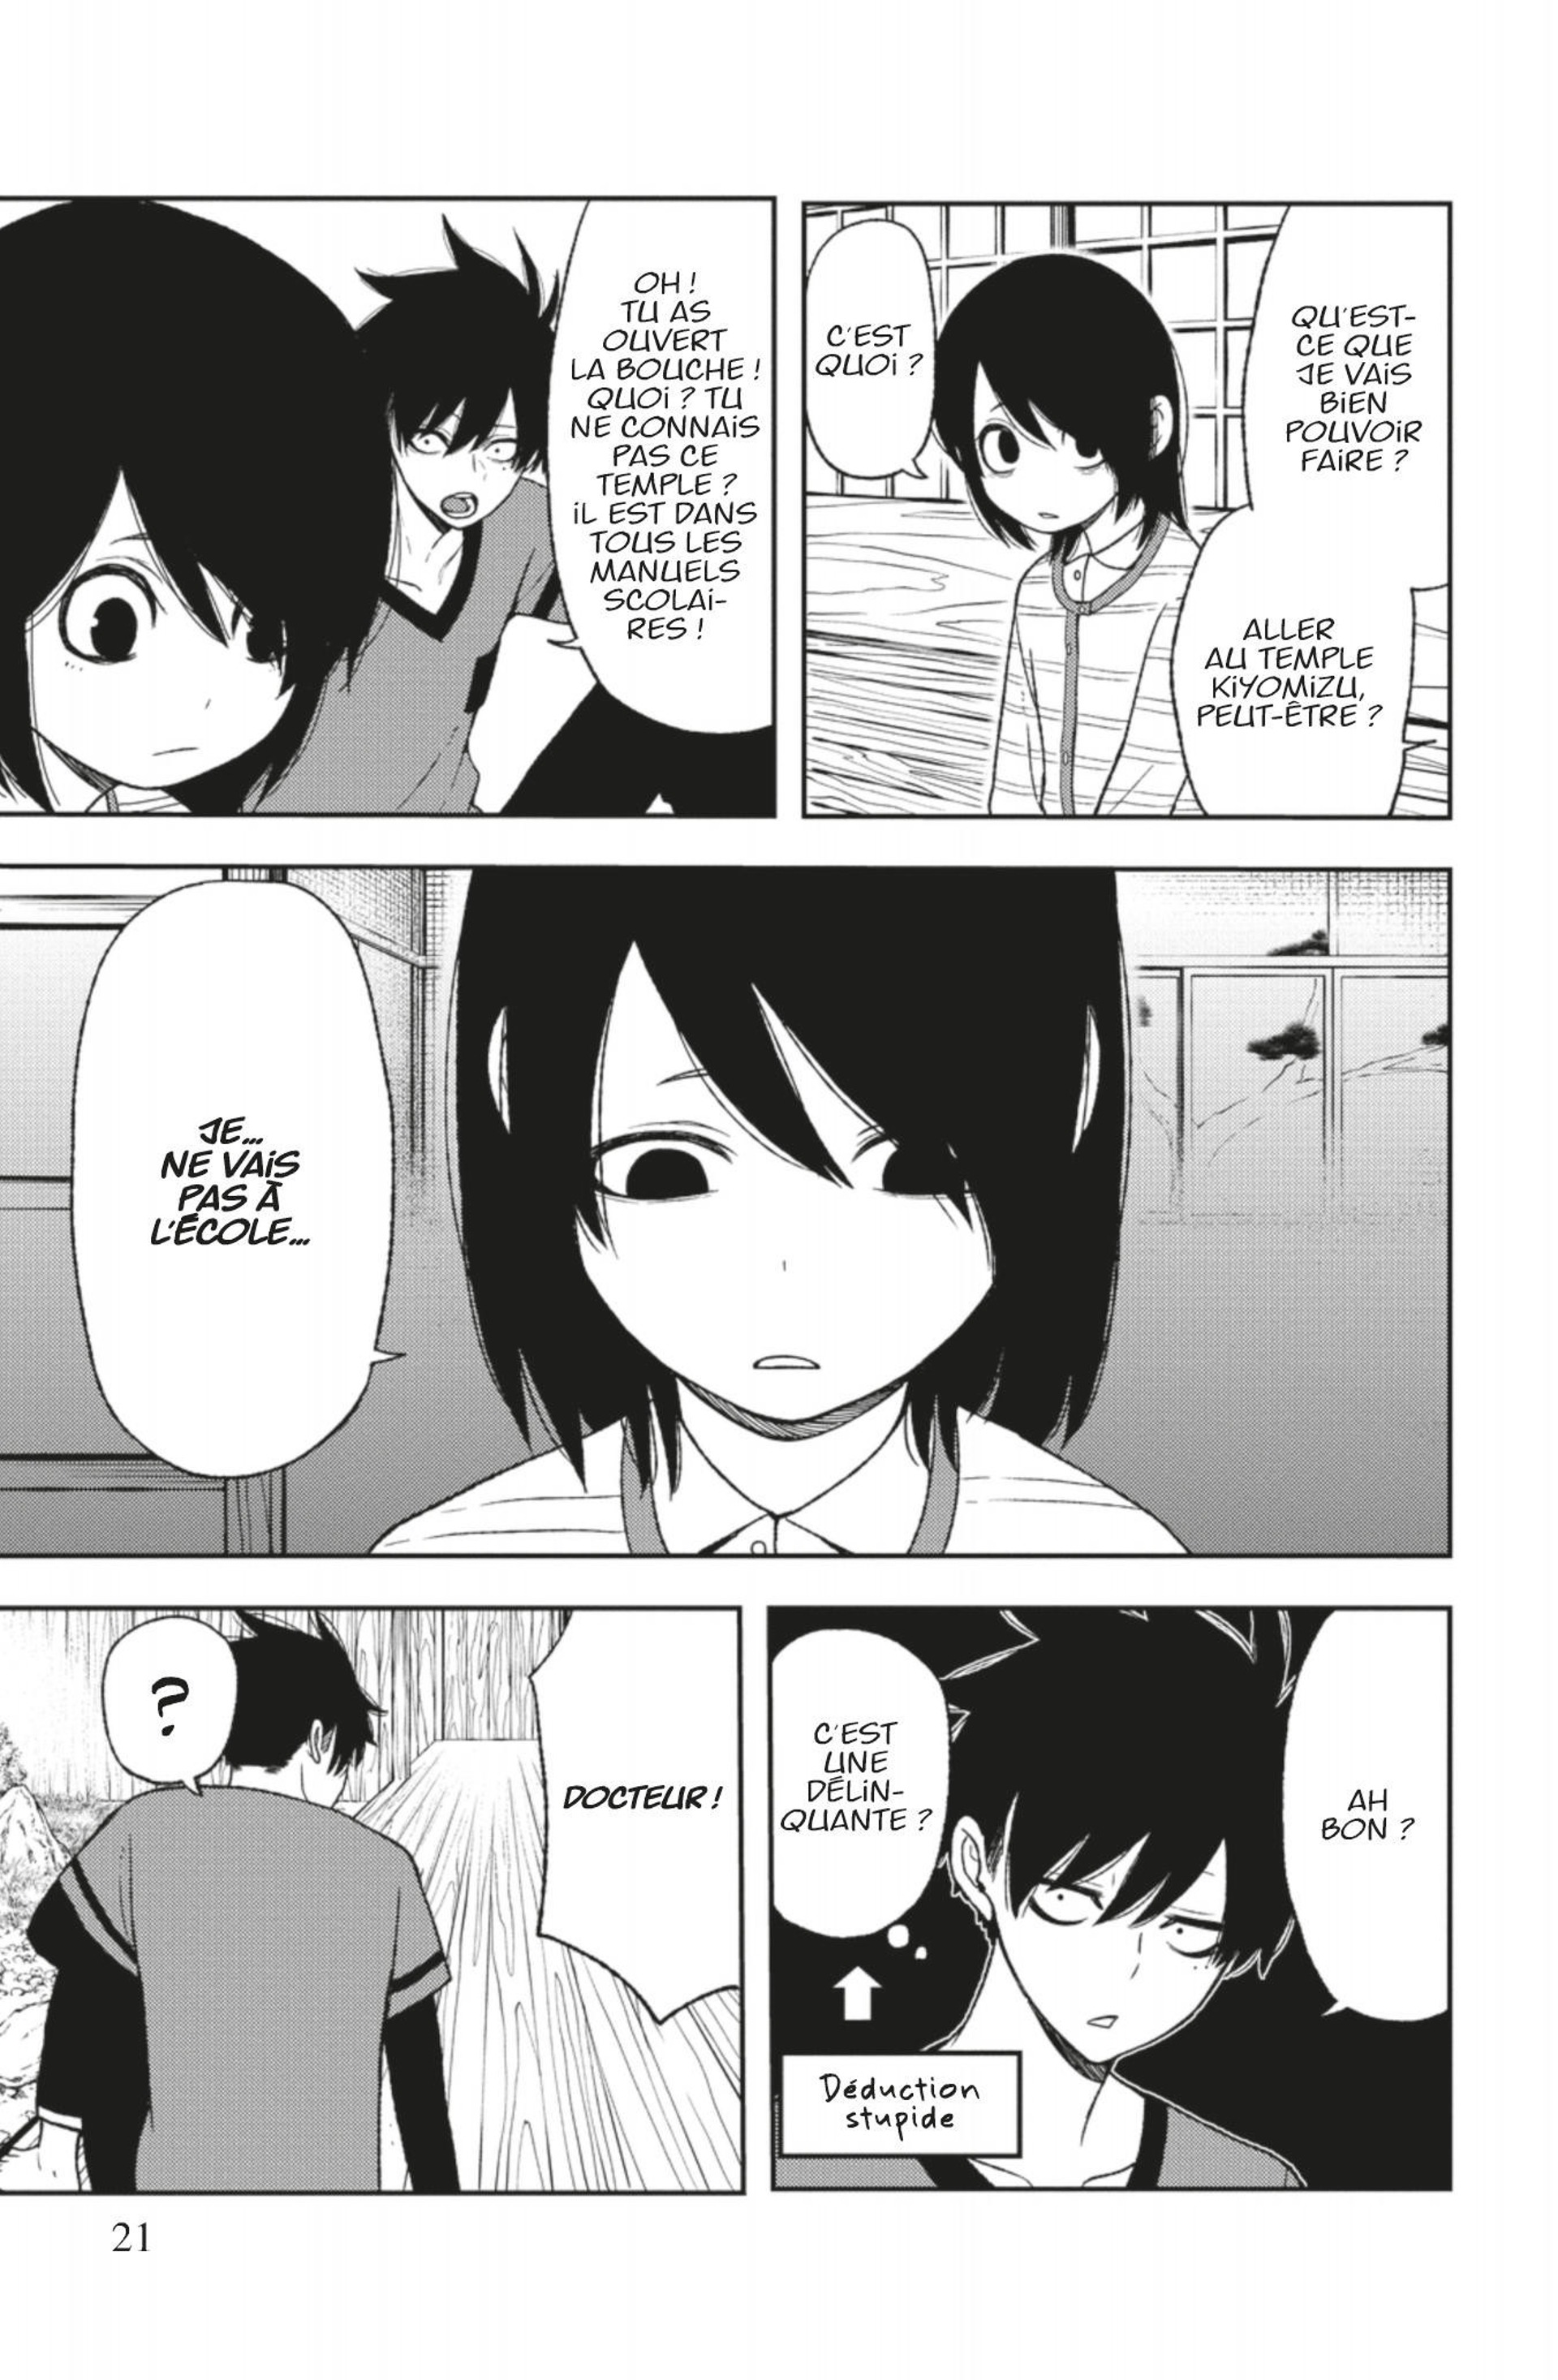 QU'EST-
CE QUE
JE VAIS
BIEN
POUVOIR
FAIRE ?
ALLER
AU TEMPLE
KIYOMIZU,
PEUT-ÊTRE ?
C'EST
QUOI ?
OH !
TU AS
OUVERT
LA BOUCHE !
QUOI ? TU
NE CONNAIS
PAS CE
TEMPLE ?
IL EST DANS
TOUS LES
MANUELS
SCOLAI-
RES !
JE...
NE VAIS
PAS À
L'ÉCOLE...
AH
BON ?
C'EST
UNE
DÉLIN-
QUANTE ?
Déduction
stupide
DOCTEUR !
?
21